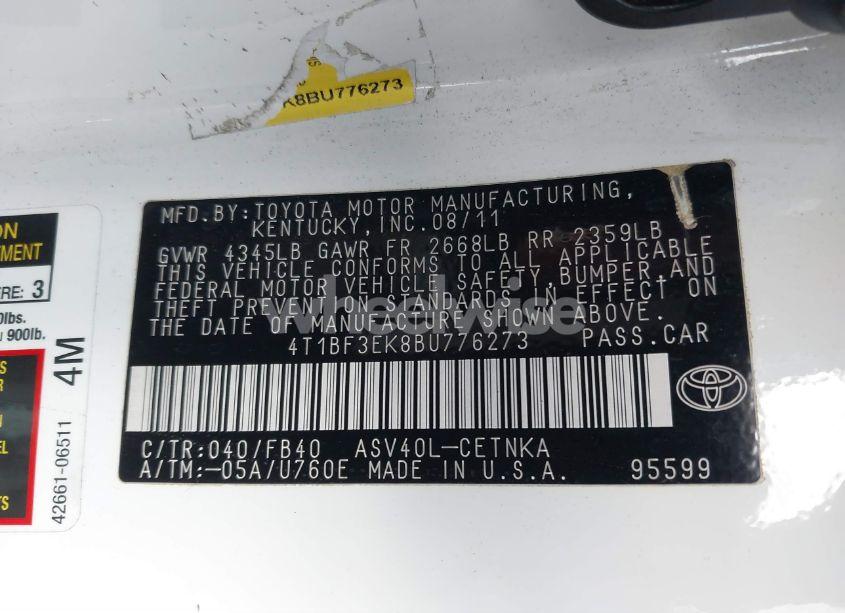 K8BU776273
MFD.BY:TOYOTA MOTOR MANUFACTURING,
KENTUCKY,INC.08/11
GVWR 4345LB GAWR FR 2668LB RR 2359LB
THIS VEHICLE CONFORMS TO ALL APPLICABLE
FEDERAL MOTOR VEHICLE SAFETY,BUMPER,AND
THEFT PREVENTION STANDARDS IN EFFECT ON
THE DATE OF MANUFACTURE SHOWN ABOVE.
4T1BF3EK8BU776273 PASS.CAR
C/TR:040/FB40 ASV40L-CETNKA
A/TM:-05A/U760E MADE IN U.S.A. 95599
wheelwise
3
900lb.
4M
42661-06511